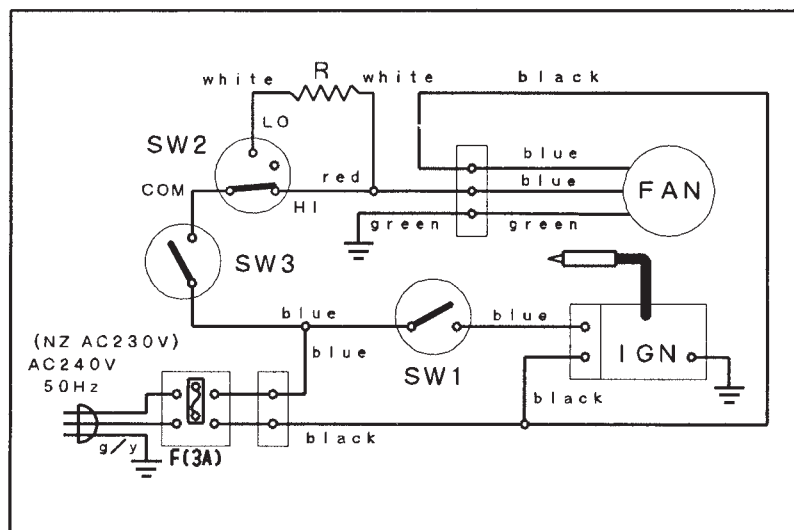 R
white
white
black
LO
SW2
blue
red
blue
FAN
COM
HI
green
green
SW3
blue
blue
(NZ AC230V)
AC240V
50Hz
blue
IGN
SW1
black
g/y
black
F(3A)